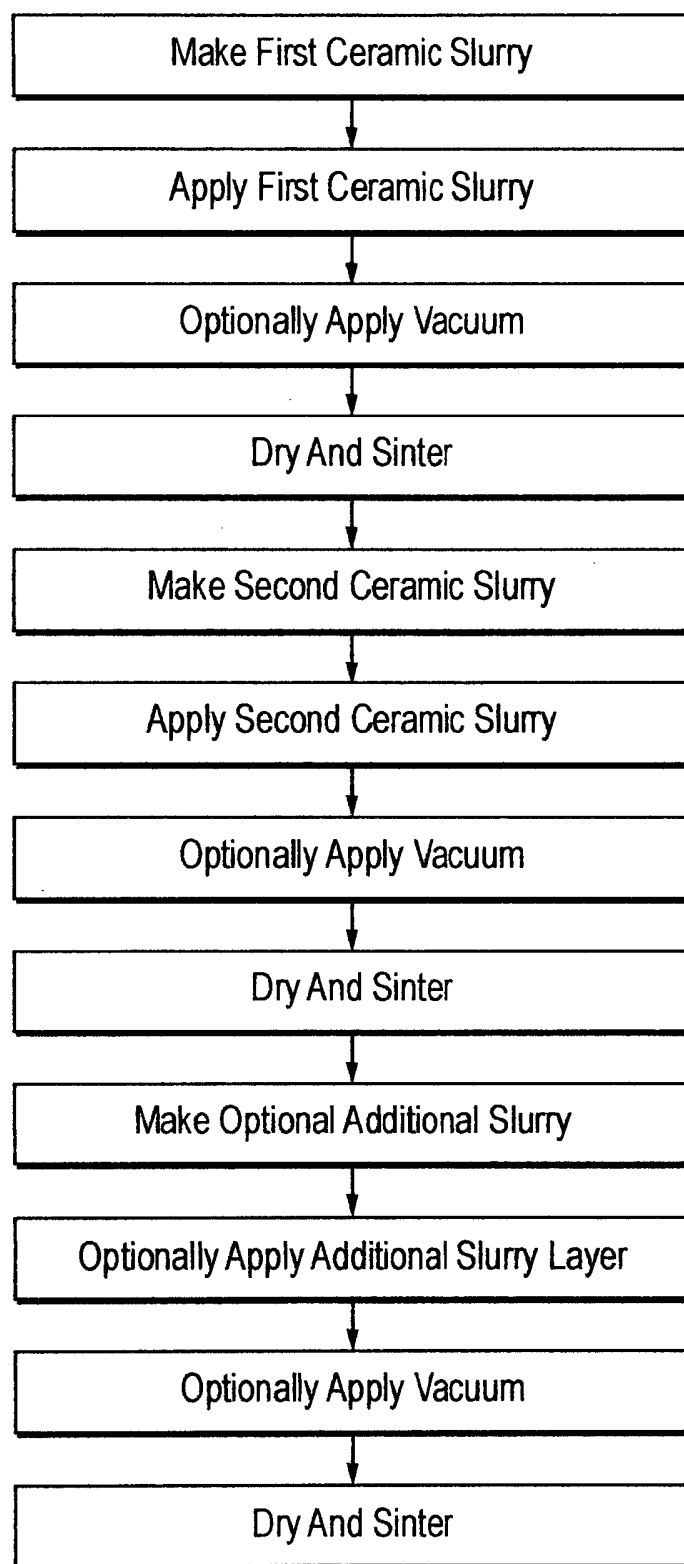 Make First Ceramic Slurry
Apply First Ceramic Slurry
Optionally Apply Vacuum
Dry And Sinter
Make Second Ceramic Slurry
Apply Second Ceramic Slurry
Optionally Apply Vacuum
Dry And Sinter
Make Optional Additional Slurry
Optionally Apply Additional Slurry Layer
Optionally Apply Vacuum
Dry And Sinter